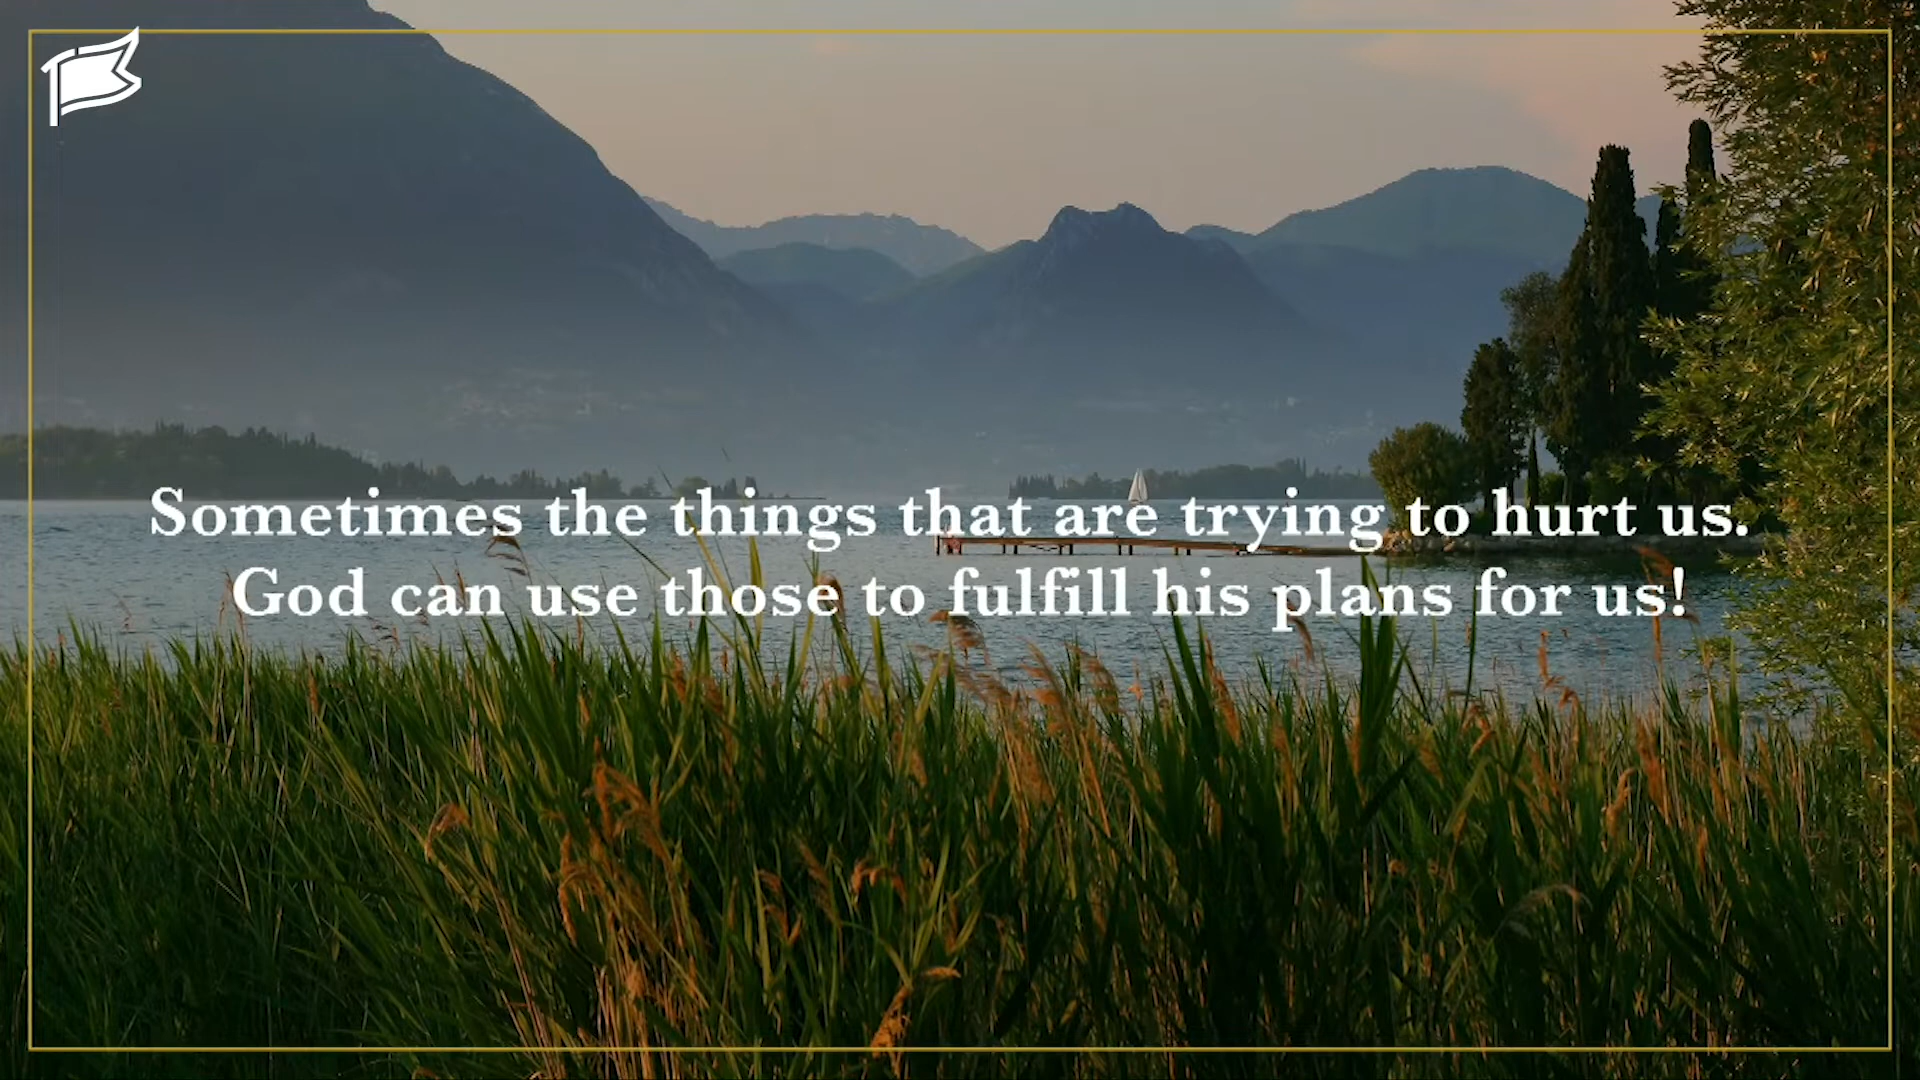 Sometimes the things that are trying to hurt us.
God can use those to fulfill his plans for us!